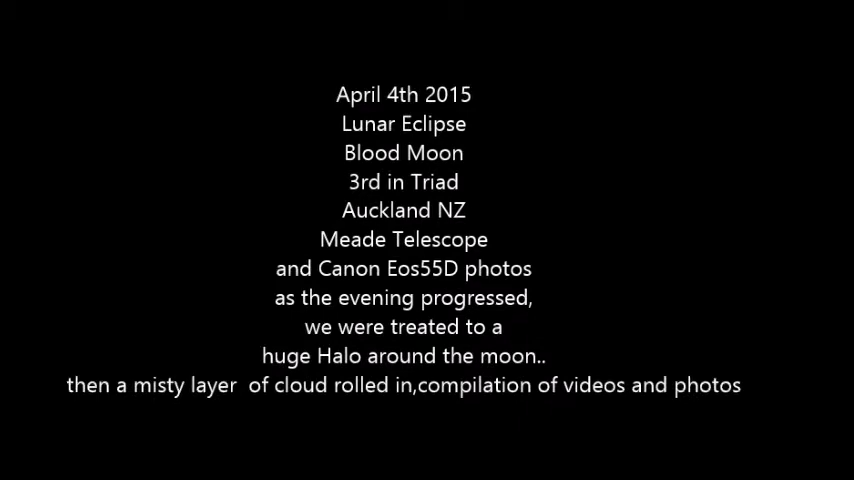 April 4th 2015
Lunar Eclipse
Blood Moon
3rd in Triad
Auckland NZ
Meade Telescope
and Canon Eos55D photos
as the evening progressed,
we were treated to a
huge Halo around the moon..
then a misty layer  of cloud rolled in,compilation of videos and photos